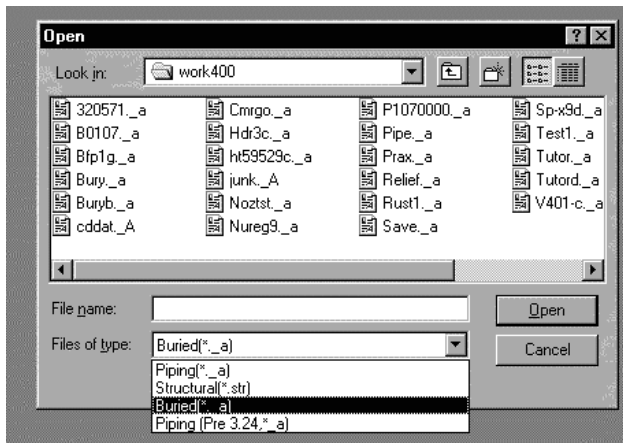 Open
Look in: work400
320571._a Cmrgo._a P1070000._a Sp-x9d._a
B0107._a Hdr3c._a Pipe._a Test1._a
Bfp1g._a ht59529c._a Prax._a Tutor._a
Bury._a junk._A Relief._a Tutord._a
Buryb._a Noztst._a Rust1._a V401-c._a
cddat._A Nureg9._a Save._a
File name: Open
Files of type: Buried(*._a) Cancel
Piping(*._a)
Structural(*.str)
Buried(*._a)
Piping (Pre 3.24,*_a)